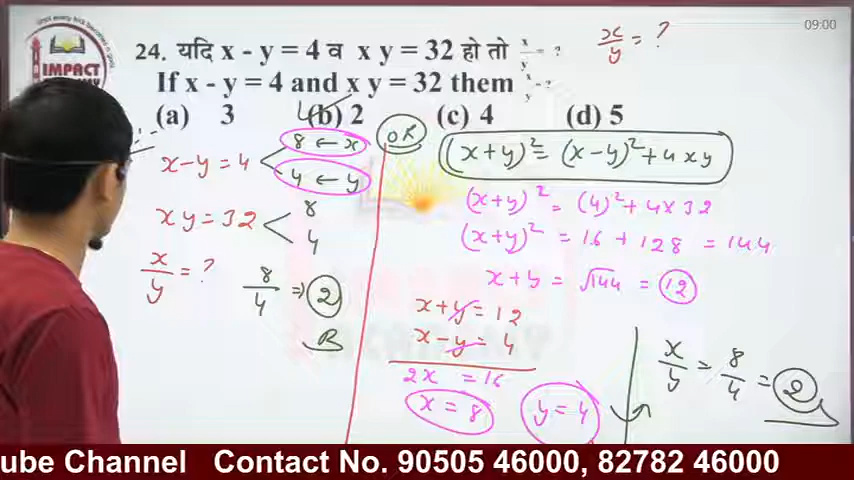 09:00
IMPACT
24. यदि x - y = 4 व x y = 32 हो तो x/y = ?
x/y = ?
If x - y = 4 and x y = 32 them x/y = ?
(a) 3 (b) 2 (c) 4 (d) 5
x-y=4
8 ← x
4 ← y
xy=32
8
4
x/y = ?
8/4 ⇒ 2
B
OR
(x+y)²= (x-y)²+4xy
(x+y)² = (4)²+4×32
(x+y)² = 16 + 128 = 144
x+y = √144 = 12
x+y=12
x-y= 4
2x =16
x = 8
y=4
x/y = 8/4 = 2
ube Channel Contact No. 90505 46000, 82782 46000